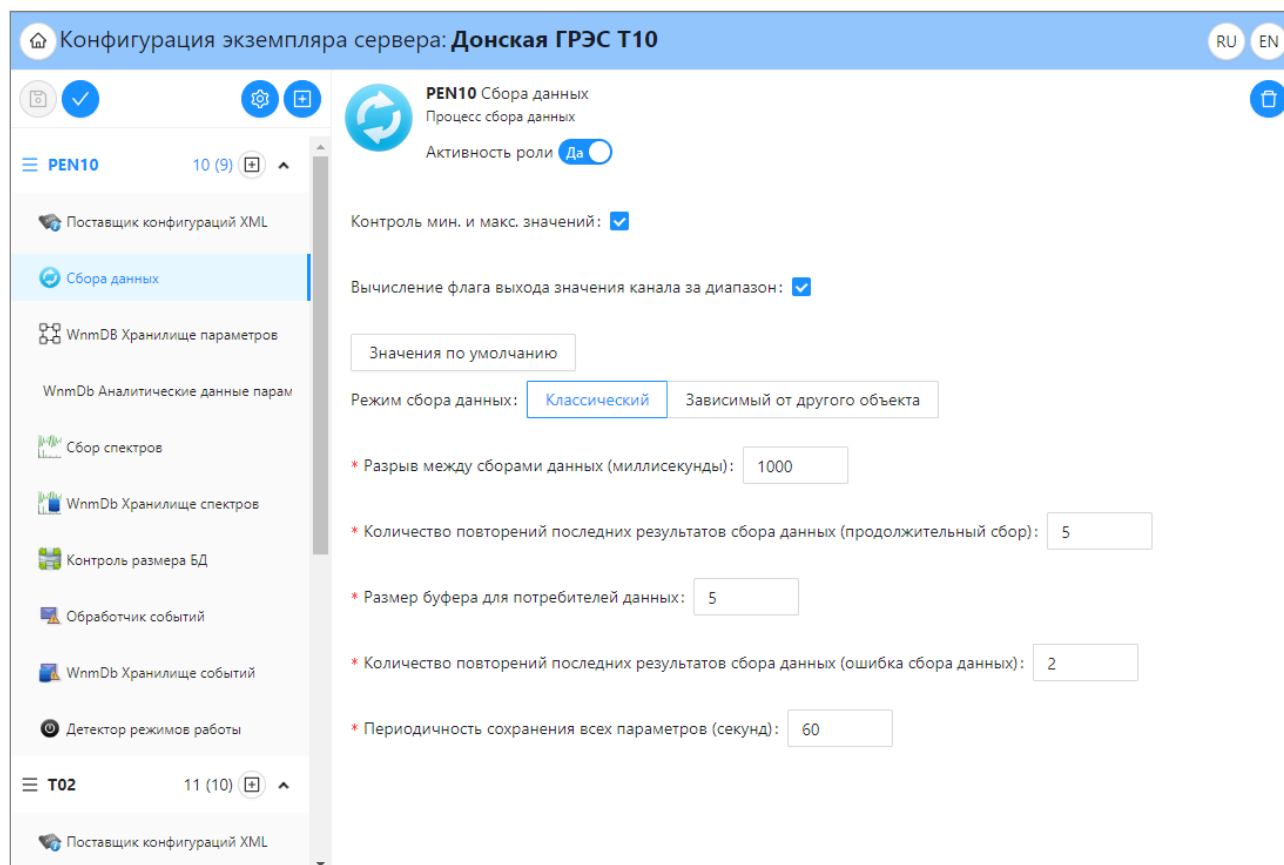 Конфигурация экземпляра сервера: Донская ГРЭС Т10
RU
EN
PEN10
10 (9)
Поставщик конфигураций XML
Сбора данных
WnmDB Хранилище параметров
WnmDb Аналитические данные парам
Сбор спектров
WnmDb Хранилище спектров
Контроль размера БД
Обработчик событий
WnmDb Хранилище событий
Детектор режимов работы
T02
11 (10)
Поставщик конфигураций XML
PEN10 Сбора данных
Процесс сбора данных
Активность роли Да
Контроль мин. и макс. значений:
Вычисление флага выхода значения канала за диапазон:
Значения по умолчанию
Режим сбора данных: Классический Зависимый от другого объекта
* Разрыв между сборами данных (миллисекунды): 1000
* Количество повторений последних результатов сбора данных (продолжительный сбор): 5
* Размер буфера для потребителей данных: 5
* Количество повторений последних результатов сбора данных (ошибка сбора данных): 2
* Периодичность сохранения всех параметров (секунд): 60